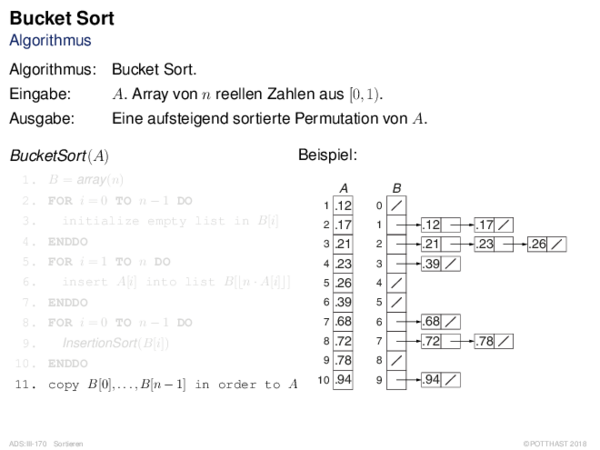 Bucket Sort
Algorithmus
Algorithmus: Bucket Sort.
Eingabe: A. Array von n reellen Zahlen aus [0,1).
Ausgabe: Eine aufsteigend sortierte Permutation von A.
BucketSort(A)
1. B = array(n)
2. FOR i = 0 TO n − 1 DO
3. initialize empty list in B[i]
4. ENDDO
5. FOR i = 1 TO n DO
6. insert A[i] into list B[⌊n · A[i]⌋]
7. ENDDO
8. FOR i = 0 TO n − 1 DO
9. InsertionSort(B[i])
10. ENDDO
11. copy B[0],...,B[n − 1] in order to A
Beispiel:
A B
1 .12 0
2 .17 1 .12 .17
3 .21 2 .21 .23 .26
4 .23 3 .39
5 .26 4
6 .39 5
7 .68 6 .68
8 .72 7 .72 .78
9 .78 8
10 .94 9 .94
ADS:III-170 Sortieren
© POTTHAST 2018